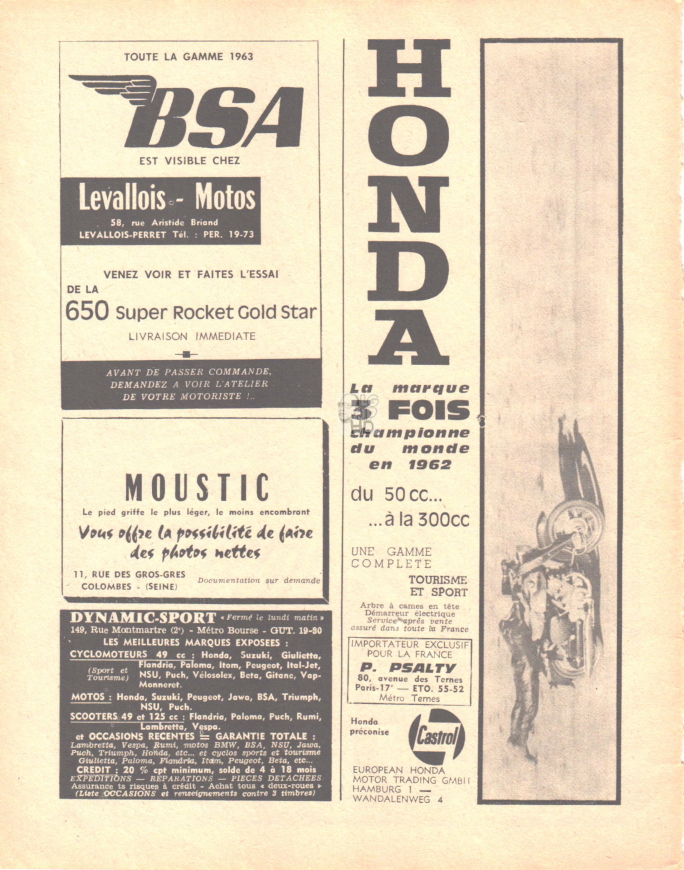 TOUTE LA GAMME 1963
BSA
EST VISIBLE CHEZ
Levallois - Motos
58, rue Aristide Briand
LEVALLOIS-PERRET Tél. : PER. 19-73
VENEZ VOIR ET FAITES L'ESSAI
DE LA
650 Super Rocket Gold Star
LIVRAISON IMMEDIATE
AVANT DE PASSER COMMANDE,
DEMANDEZ A VOIR L'ATELIER
DE VOTRE MOTORISTE !..
MOUSTIC
Le pied griffe le plus léger, le moins encombrant
Vous offre la possibilité de faire
des photos nettes
11, RUE DES GROS-GRES
COLOMBES - (SEINE)
Documentation sur demande
DYNAMIC-SPORT « Fermé le lundi matin »
149, Rue Montmartre (2e) - Métro Bourse - GUT. 19-80
LES MEILLEURES MARQUES EXPOSEES :
CYCLOMOTEURS 49 cc : Honda, Suzuki, Giulietta,
(Sport et Tourisme) Flandria, Paloma, Itom, Peugeot, Ital-Jet,
NSU, Puch, Vélosolex, Beta, Gitane, Vap-
Monneret.
MOTOS : Honda, Suzuki, Peugeot, Jawa, BSA, Triumph,
NSU, Puch.
SCOOTERS 49 et 125 cc : Flandria, Paloma, Puch, Rumi,
Lambretta, Vespa.
et OCCASIONS RECENTES = GARANTIE TOTALE :
Lambretta, Vespa, Rumi, motos BMW, BSA, NSU, Jawa,
Puch, Triumph, Honda, etc... et cyclos sports et tourisme
Giulietta, Paloma, Flandria, Itom, Peugeot, Beta, etc...
CREDIT : 20 % cpt minimum, solde de 4 à 18 mois
EXPEDITIONS — REPARATIONS — PIECES DETACHEES
Assurance ts risques à crédit - Achat tous « deux-roues »
(Liste OCCASIONS et renseignements contre 3 timbres)
HONDA
La marque
3 FOIS
championne
du monde
en 1962
du 50 cc...
...à la 300cc
UNE GAMME
COMPLETE
TOURISME
ET SPORT
Arbre à cames en tête
Démarreur électrique
Service après vente
assuré dans toute la France
IMPORTATEUR EXCLUSIF
POUR LA FRANCE
P. PSALTY
80, avenue des Ternes
Paris-17e — ETO. 55-52
Métro Ternes
Honda
préconise
Castrol
EUROPEAN HONDA
MOTOR TRADING GMBH
HAMBURG 1 —
WANDALENWEG 4